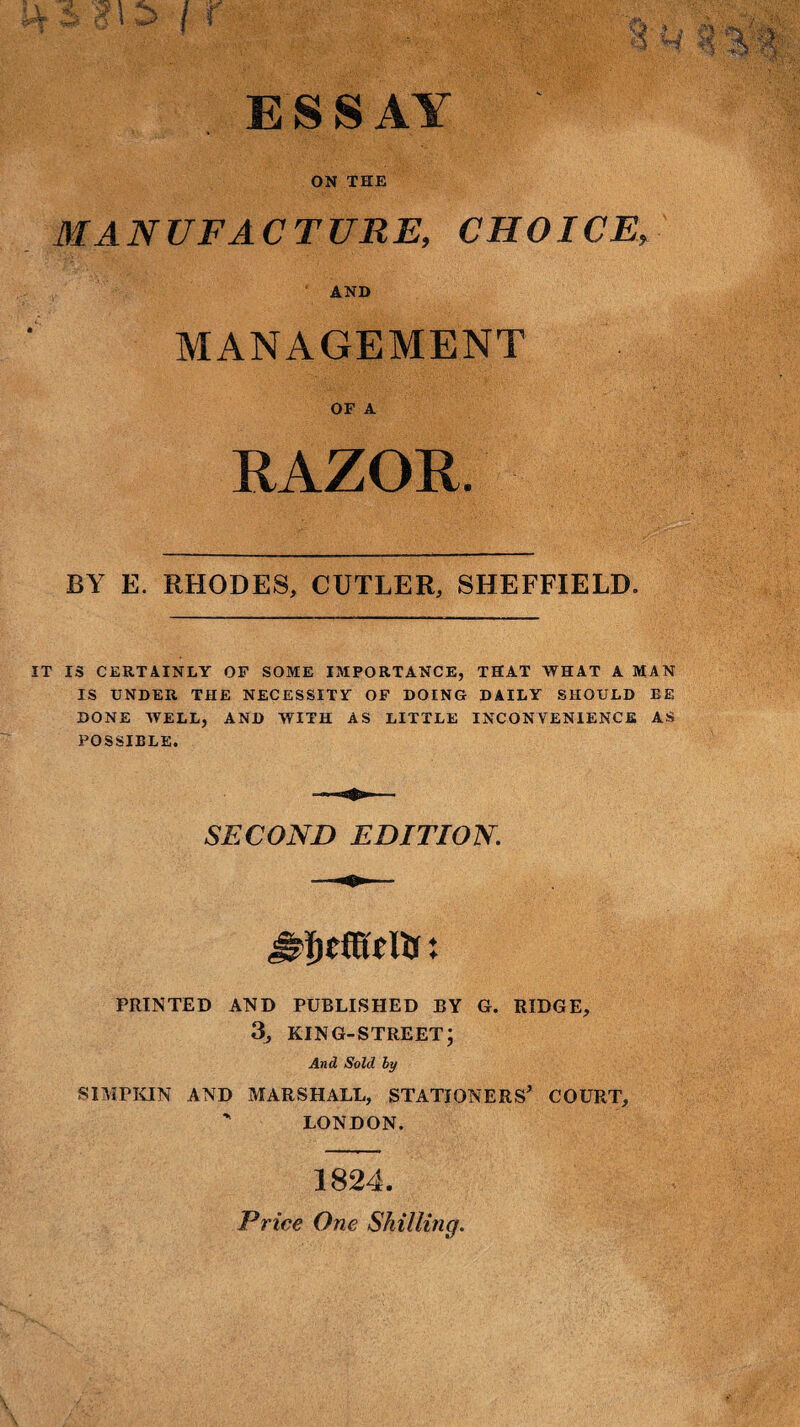 ESSAY
ON THE
MANUFACTURE, CHOICE,
AND
MANAGEMENT
OF A
RAZOR.
BY E. RHODES, CUTLER, SHEFFIELD.
IT IS CERTAINLY OF SOME IMPORTANCE, THAT WHAT A MAN
IS UNDER THE NECESSITY OF DOING DAILY SHOULD BE
DONE WELL, AND WITH AS LITTLE INCONVENIENCE AS
POSSIBLE.
SECOND EDITION.
Sheffield:
PRINTED AND PUBLISHED BY G. RIDGE,
3, KING-STREET;
And Sold by
SIMPKIN AND MARSHALL, STATIONERS' COURT,
LONDON.
1824.
Price One Shilling.